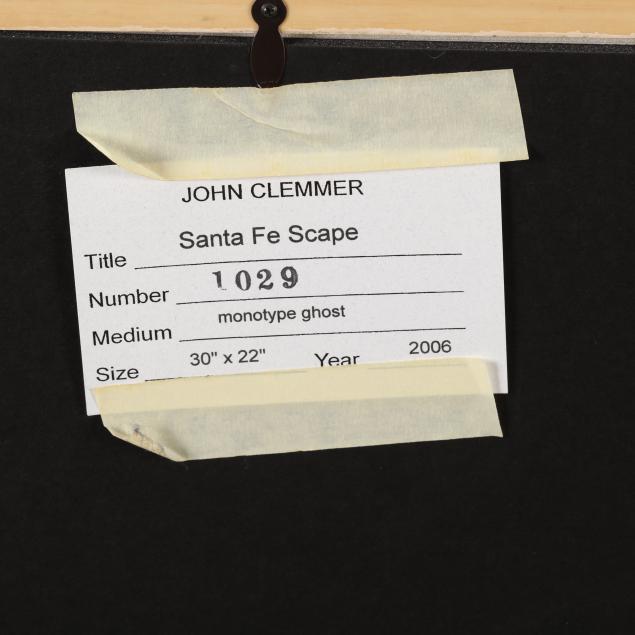 JOHN CLEMMER
Title Santa Fe Scape
Number 1029
Medium monotype ghost
Size 30" x 22" Year 2006